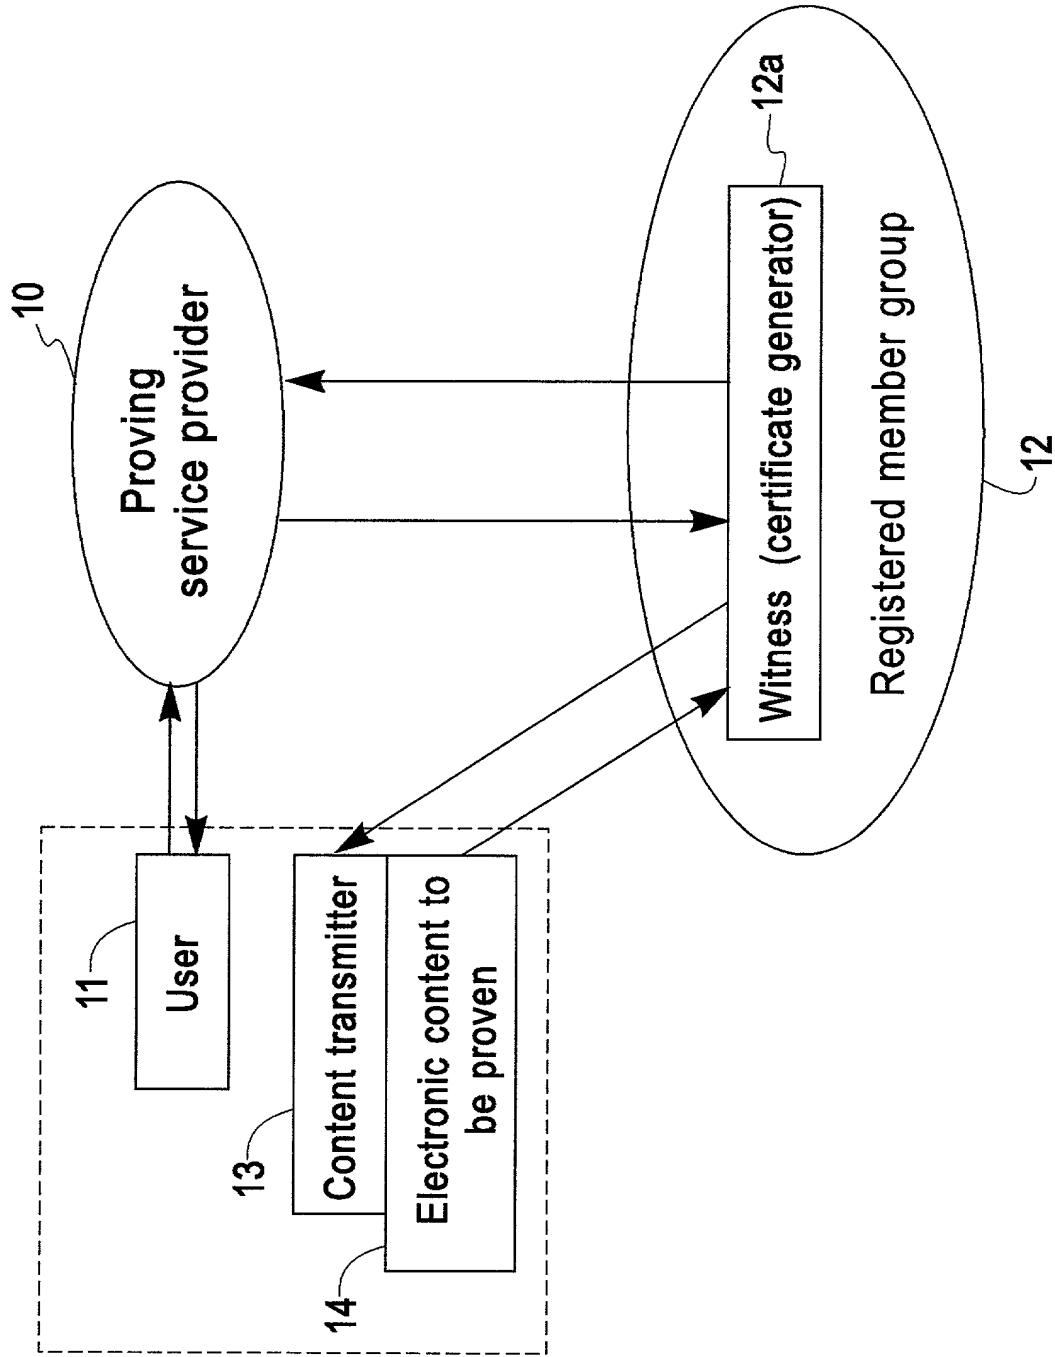 11
User
13
Content transmitter
14
Electronic content to
be proven
10
Proving
service provider
12a
Witness (certificate generator)
Registered member group
12